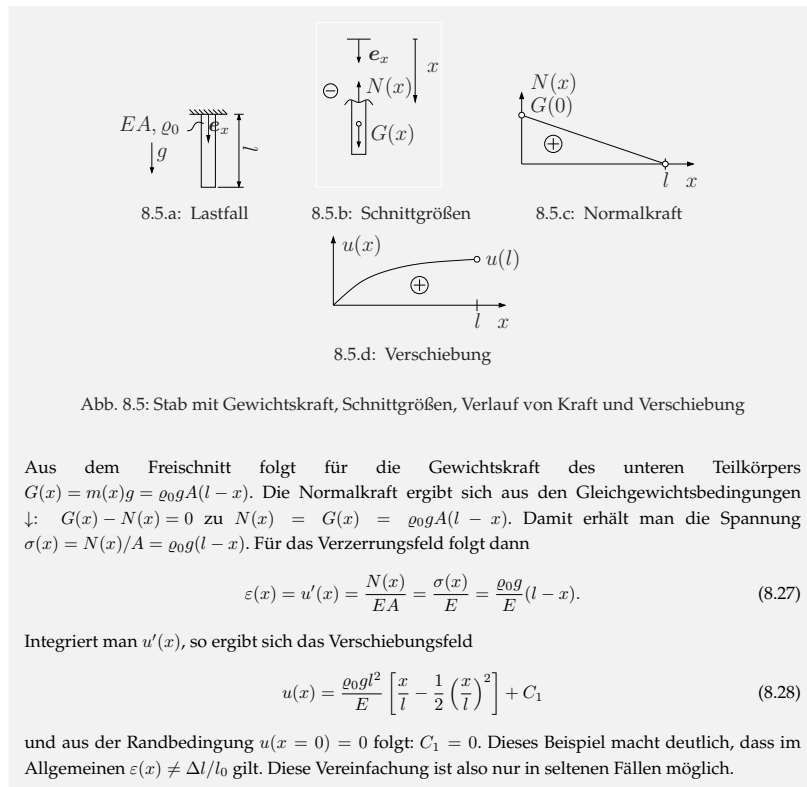 EA, ϱ₀
g
eₓ
l
8.5.a: Lastfall
⊖
eₓ
x
N(x)
G(x)
8.5.b: Schnittgrößen
N(x)
G(0)
⊕
l x
8.5.c: Normalkraft
u(x)
u(l)
⊕
l x
8.5.d: Verschiebung
Abb. 8.5: Stab mit Gewichtskraft, Schnittgrößen, Verlauf von Kraft und Verschiebung
Aus dem Freischnitt folgt für die Gewichtskraft des unteren Teilkörpers
G(x) = m(x)g = ϱ₀gA(l − x). Die Normalkraft ergibt sich aus den Gleichgewichtsbedingungen
↓: G(x) − N(x) = 0 zu N(x) = G(x) = ϱ₀gA(l − x). Damit erhält man die Spannung
σ(x) = N(x)/A = ϱ₀g(l − x). Für das Verzerrungsfeld folgt dann
ε(x) = u′(x) = N(x)/EA = σ(x)/E = ϱ₀g/E (l − x). (8.27)
Integriert man u′(x), so ergibt sich das Verschiebungsfeld
u(x) = ϱ₀gl²/E [x/l − 1/2 (x/l)²] + C₁ (8.28)
und aus der Randbedingung u(x = 0) = 0 folgt: C₁ = 0. Dieses Beispiel macht deutlich, dass im
Allgemeinen ε(x) ≠ Δl/l₀ gilt. Diese Vereinfachung ist also nur in seltenen Fällen möglich.